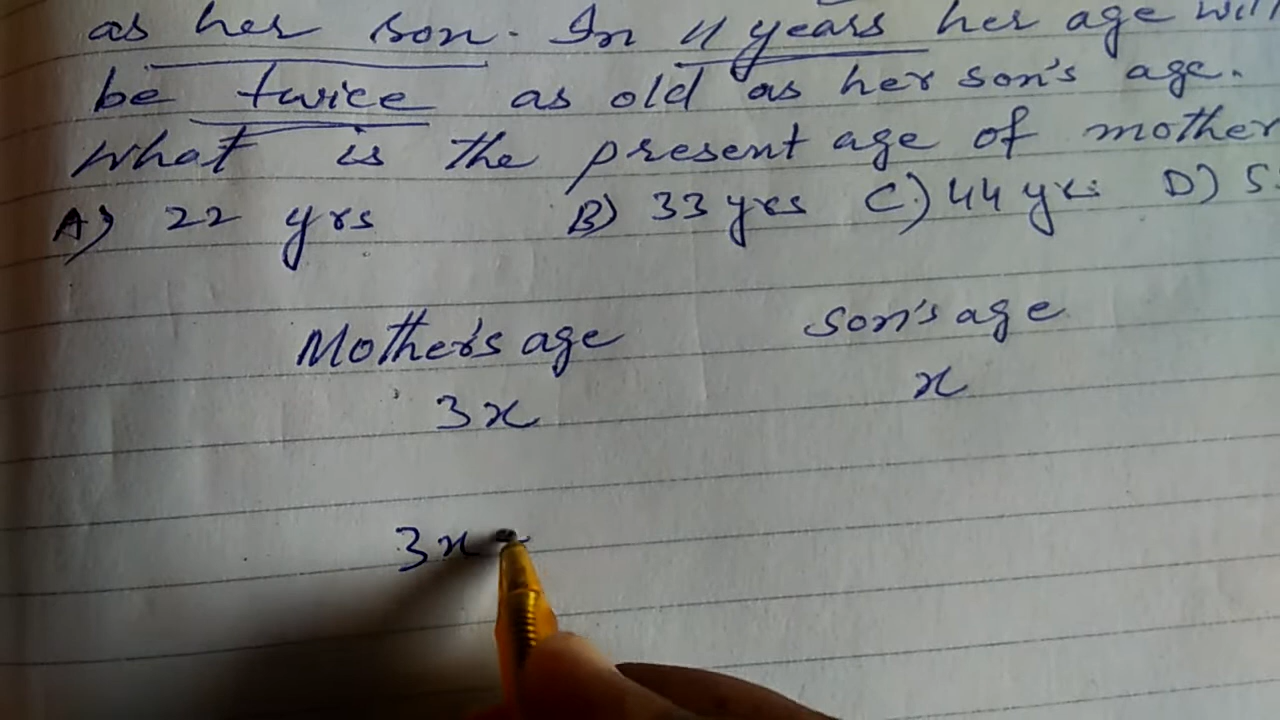 as her son. In 11 years her age will
be twice as old as her son's age.
What is the present age of mother
A) 22 yrs B) 33 yrs C) 44 yrs D)
Mother's age Son's age
3x x
3x